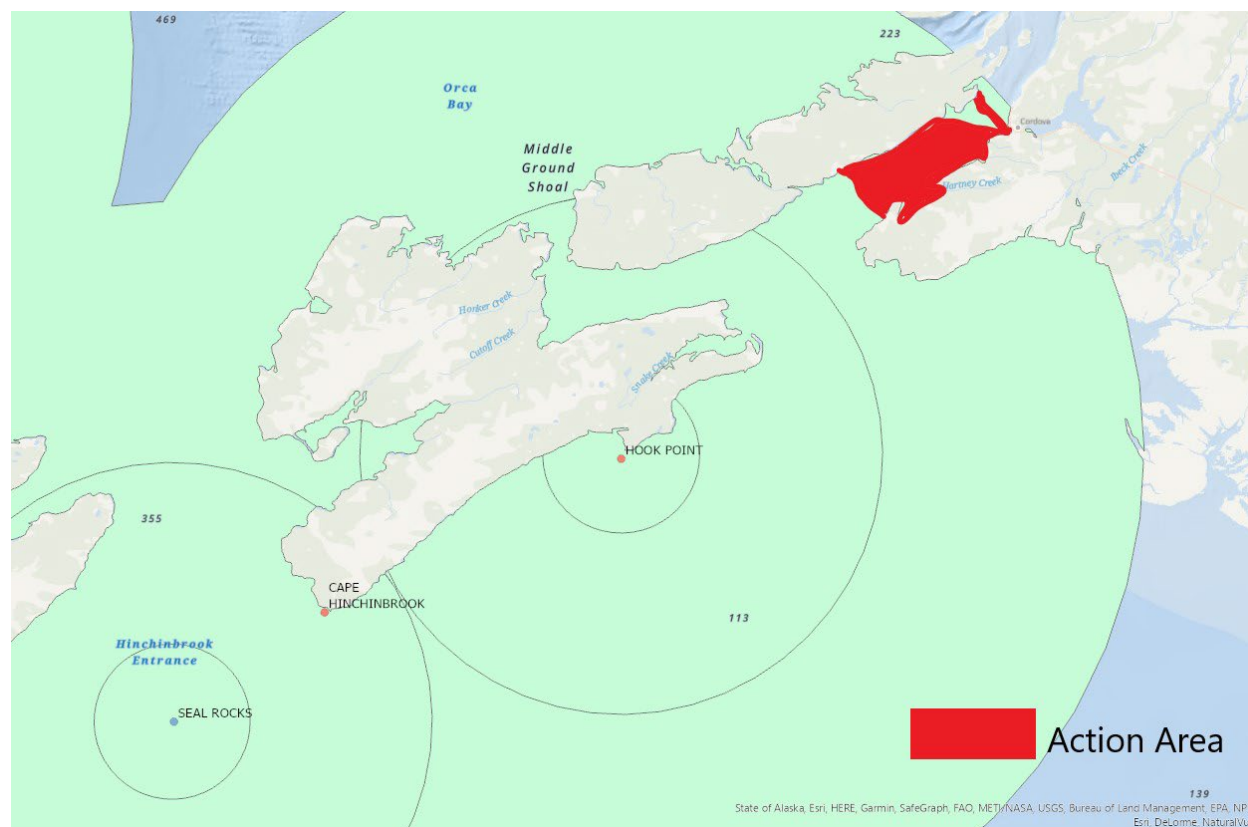 469
223
Orca
Bay
Middle
Ground
Shoal
Cordova
Ibeck Creek
Hartney Creek
Honker Creek
Cutoff Creek
Snake Creek
HOOK POINT
355
CAPE
HINCHINBROOK
113
Hinchinbrook
Entrance
SEAL ROCKS
Action Area
139
State of Alaska, Esri, HERE, Garmin, SafeGraph, FAO, METI/NASA, USGS, Bureau of Land Management, EPA, NP
Esri, DeLorme, NaturalVu